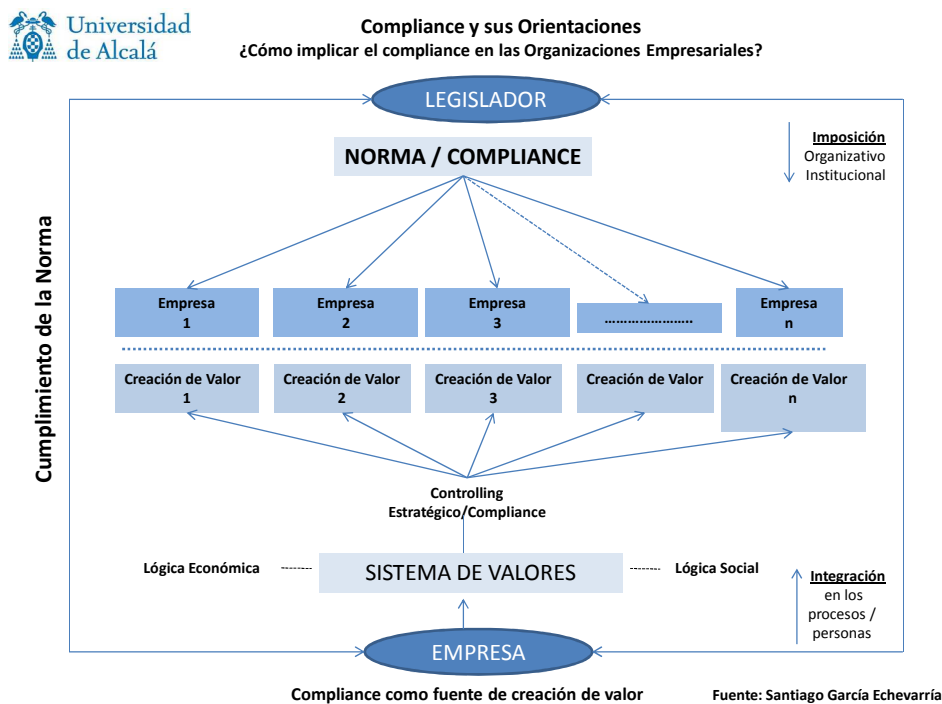 Universidad
de Alcalá
Compliance y sus Orientaciones
¿Cómo implicar el compliance en las Organizaciones Empresariales?
LEGISLADOR
NORMA / COMPLIANCE
Imposición
Organizativo
Institucional
Cumplimiento de la Norma
Empresa
1
Empresa
2
Empresa
3
........................
Empresa
n
Creación de Valor
1
Creación de Valor
2
Creación de Valor
3
Creación de Valor
Creación de Valor
n
Controlling
Estratégico/Compliance
Lógica Económica
SISTEMA DE VALORES
Lógica Social
Integración
en los
procesos /
personas
EMPRESA
Compliance como fuente de creación de valor
Fuente: Santiago García Echevarría